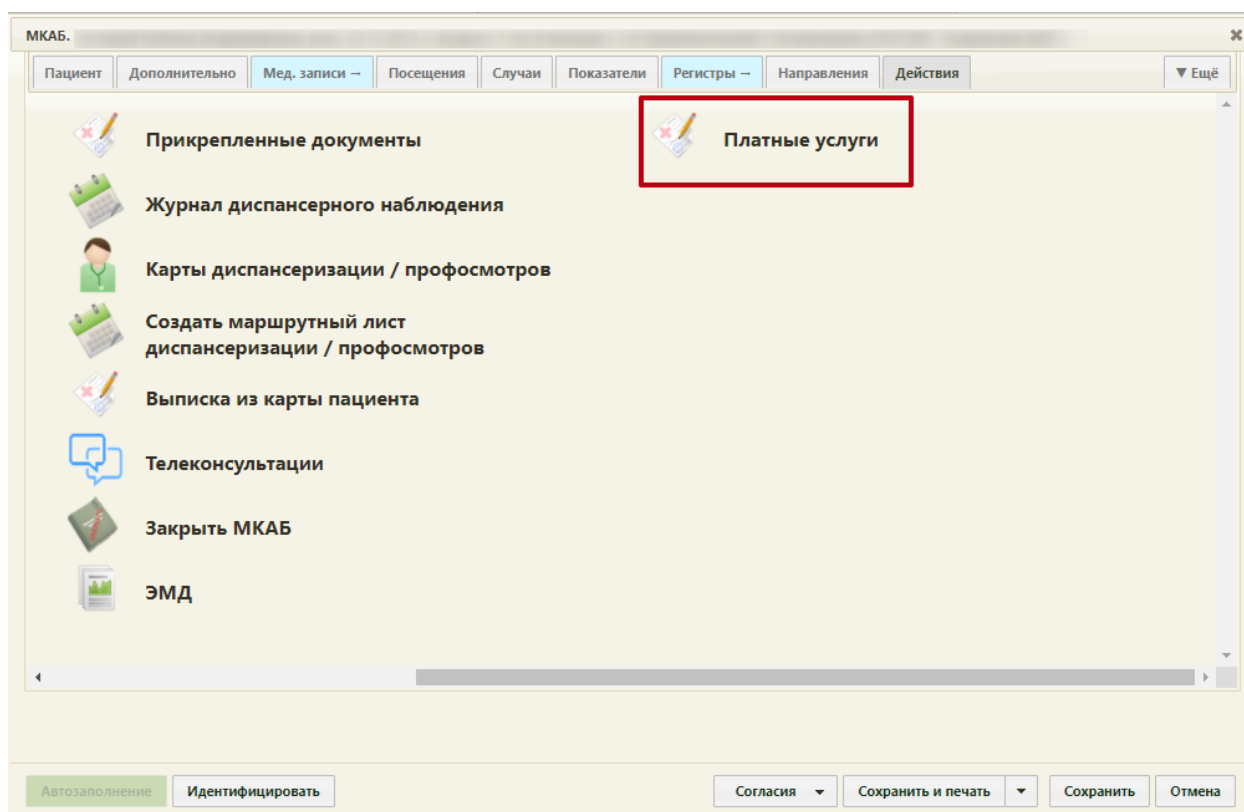 МКАБ.
Пациент Дополнительно Мед. записи → Посещения Случаи Показатели Регистры → Направления Действия ▼ Ещё
Прикрепленные документы Платные услуги
Журнал диспансерного наблюдения
Карты диспансеризации / профосмотров
Создать маршрутный лист
диспансеризации / профосмотров
Выписка из карты пациента
Телеконсультации
Закрыть МКАБ
ЭМД
Автозаполнение Идентифицировать Согласия Сохранить и печать Сохранить Отмена